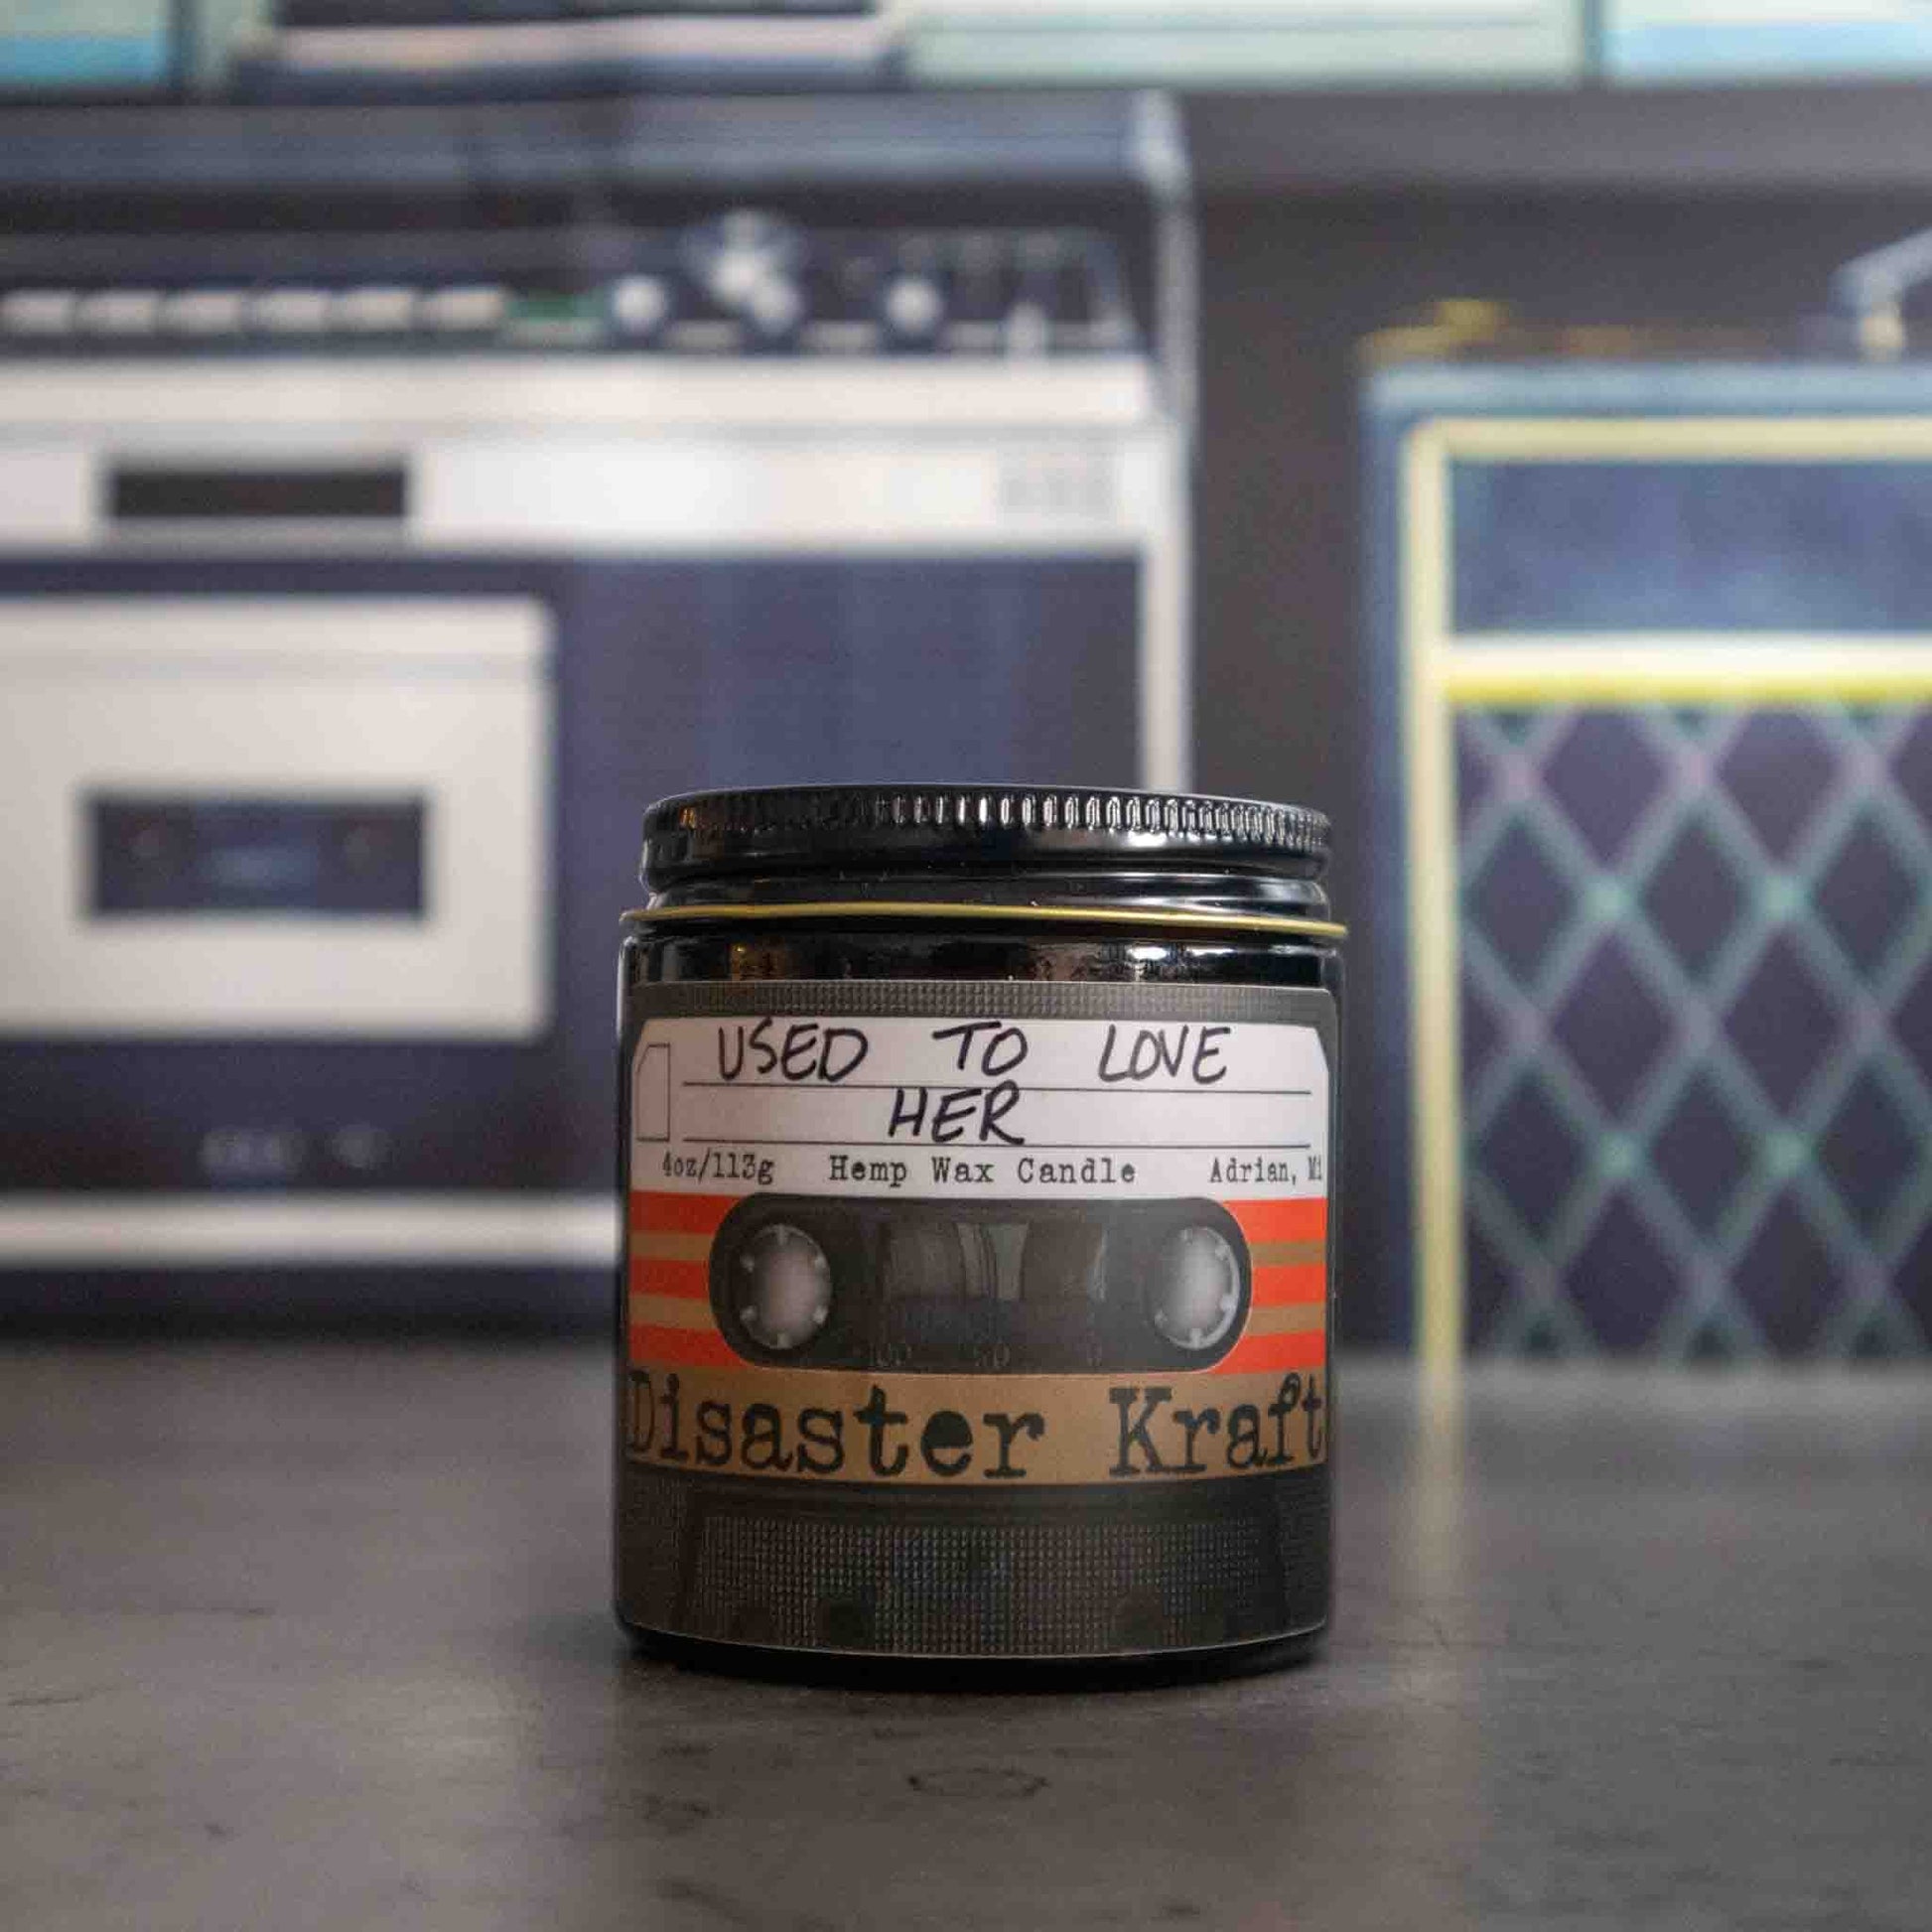 USED TO LOVE
HER
4oz/113g Hemp Wax Candle Adrian, Mi
Disaster Kraft